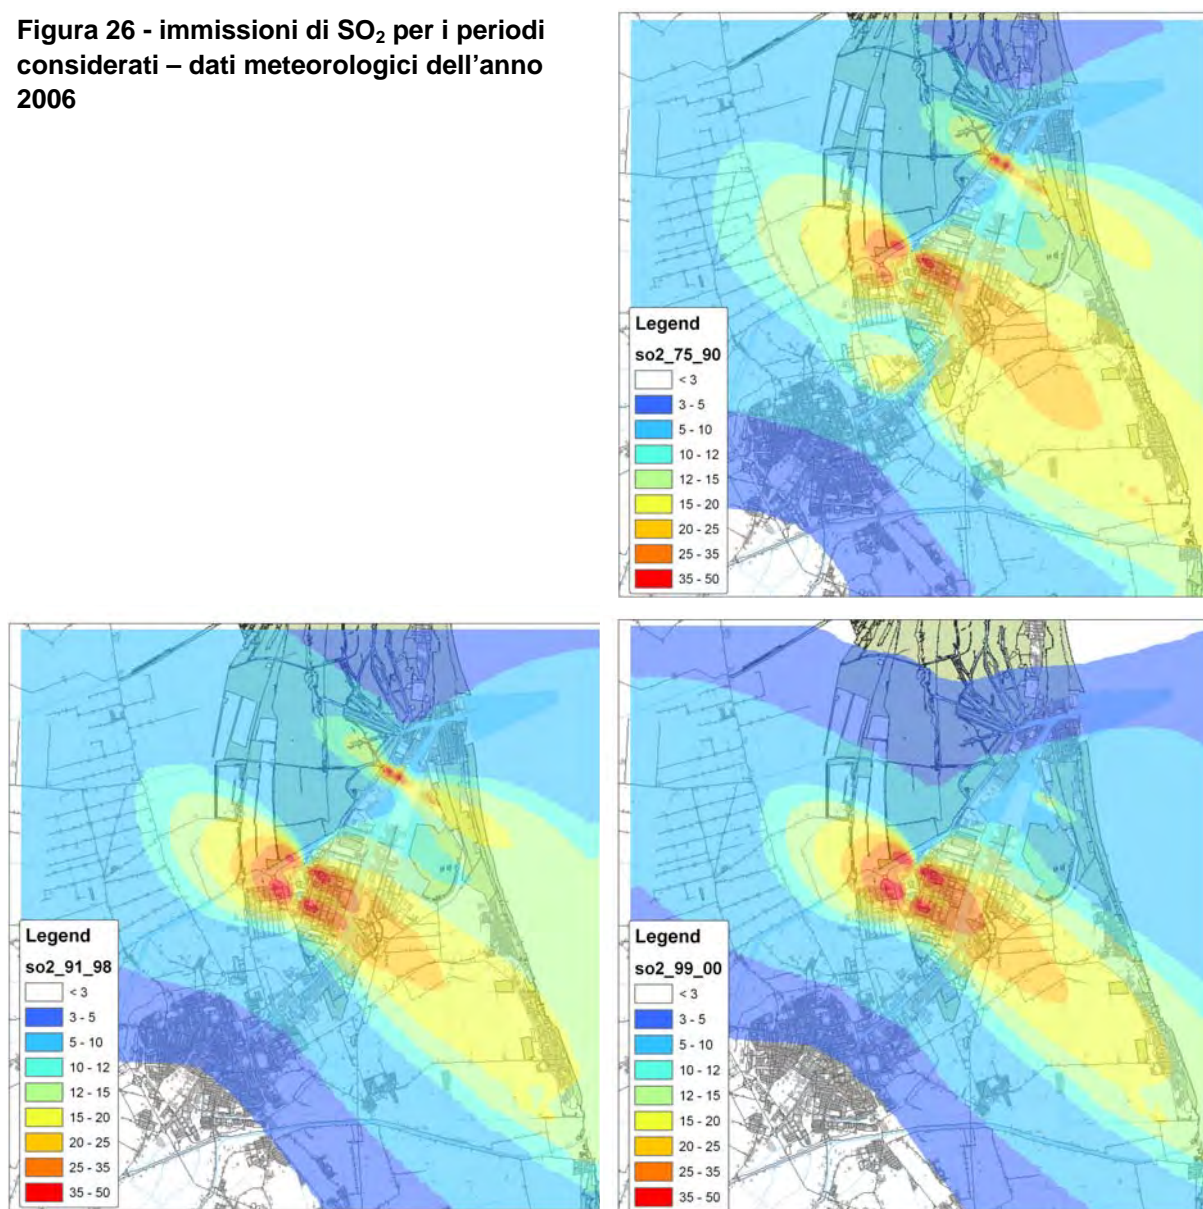 Figura 26 - immissioni di SO₂ per i periodi
considerati – dati meteorologici dell'anno
2006
Legend
so2_75_90
< 3
3 - 5
5 - 10
10 - 12
12 - 15
15 - 20
20 - 25
25 - 35
35 - 50
Legend
so2_91_98
< 3
3 - 5
5 - 10
10 - 12
12 - 15
15 - 20
20 - 25
25 - 35
35 - 50
Legend
so2_99_00
< 3
3 - 5
5 - 10
10 - 12
12 - 15
15 - 20
20 - 25
25 - 35
35 - 50